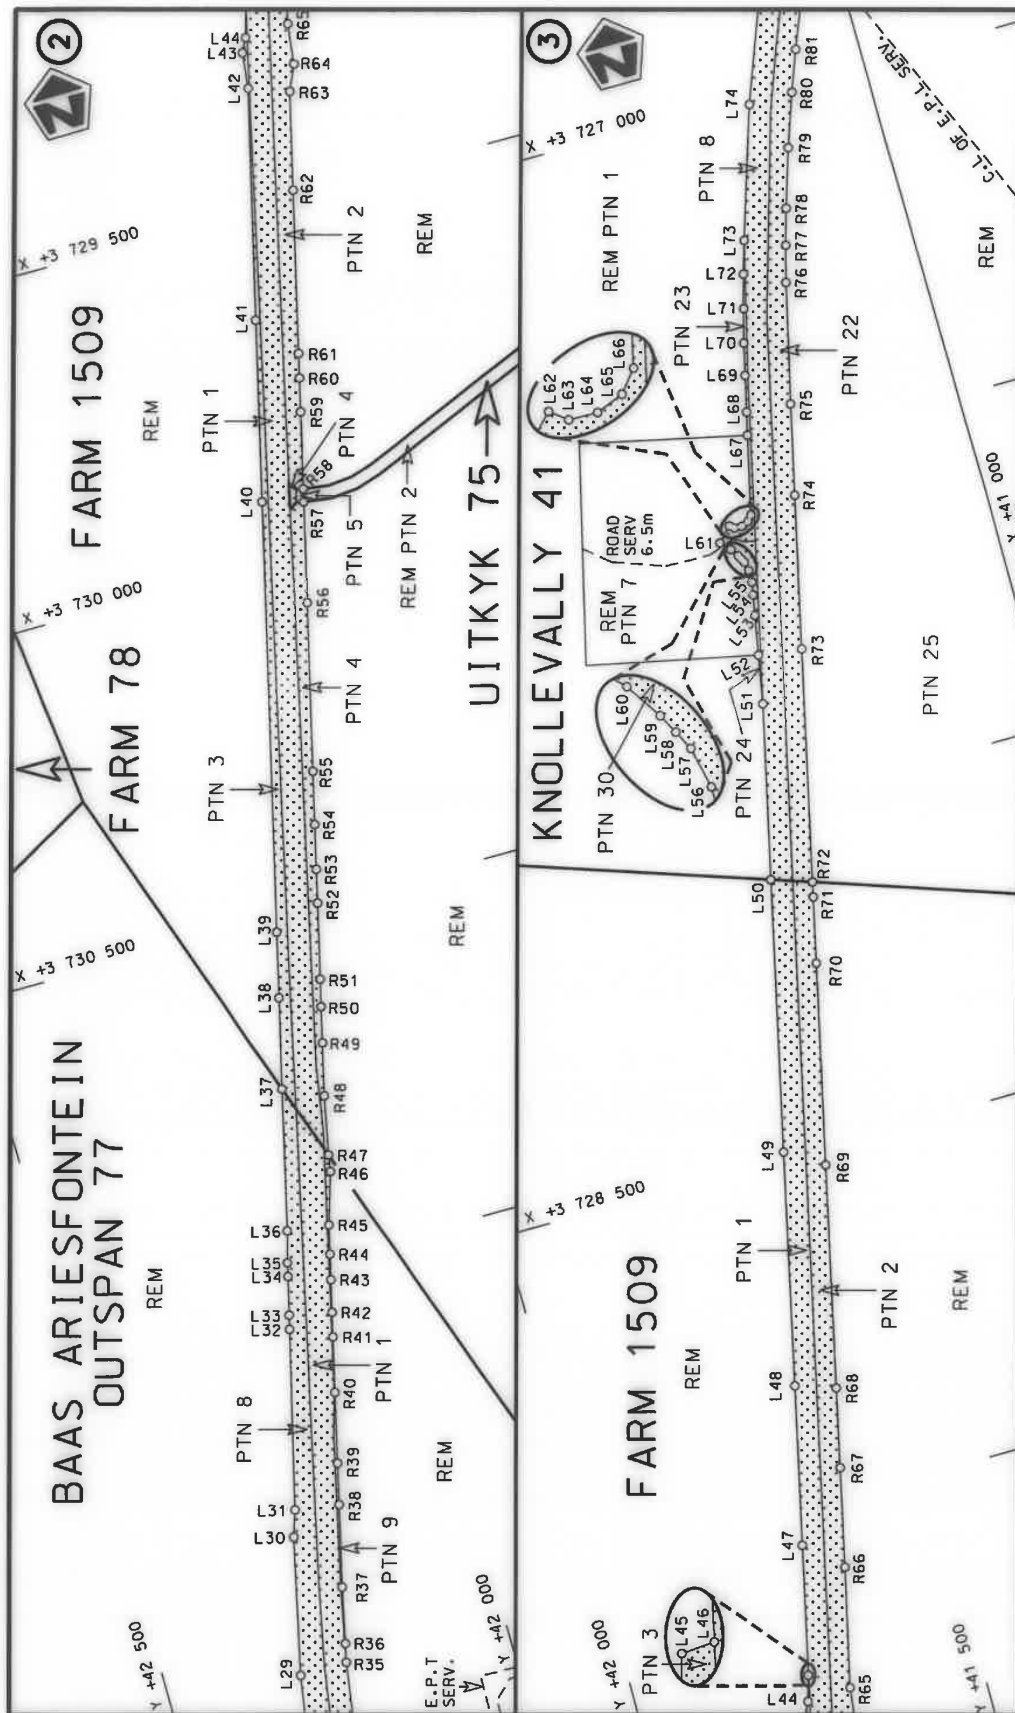 2
BAAS ARIESFONTEIN
OUTSPAN 77
REM
FARM 78
FARM 1509
REM
X +3 730 500
X +3 730 000
X +3 729 500
Y +42 500
L29
L30
L31
PTN 8
L32
L33
L34
L35
L36
L37
L38
L39
PTN 3
L40
PTN 1
L41
L42
L43
L44
R35
R36
R37
PTN 9
R38
R39
R40
PTN 1
R41
R42
R43
R44
R45
R46
R47
R48
R49
R50
R51
R52
R53
R54
R55
PTN 4
R56
R57
PTN 5
R58
PTN 4
R59
R60
R61
PTN 2
R62
R63
R64
R65
REM PTN 2
REM
REM
REM
UITKYK 75
E.P.T
SERV.
Y +42 000
3
KNOLLEVALLY 41
FARM 1509
REM
X +3 728 500
X +3 727 000
Y +42 000
PTN 3
L45
L46
L44
L47
L48
PTN 1
L49
L50
PTN 30
L60
L59
L58
L57
L56
PTN 24
L51
L52
L53
L54
L55
REM
PTN 7
ROAD
SERV
6.5m
L61
L62
L63
L64
L65
L66
REM PTN 1
L67
L68
L69
L70
L71
PTN 23
L72
L73
PTN 8
L74
R65
R66
R67
R68
PTN 2
R69
R70
R71
R72
R73
R74
R75
PTN 22
R76
R77
R78
R79
R80
R81
REM
PTN 25
REM
C.L OF E.P.L SERV.
Y +41 500
Y +41 000